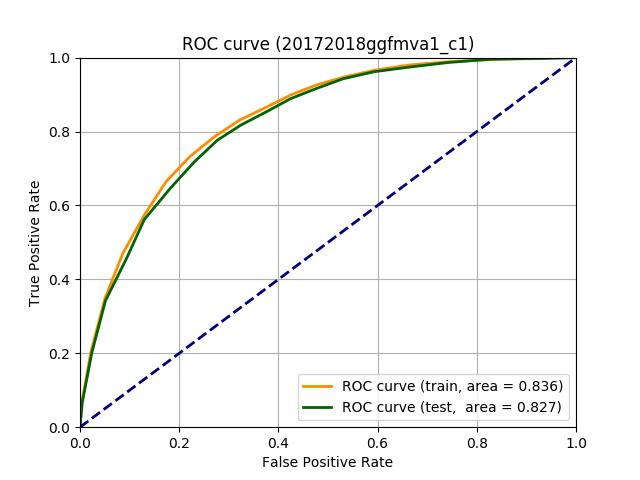 ROC curve (20172018ggfmva1_c1)
1.0
0.8
0.6
0.4
0.2
0.0
True Positive Rate
ROC curve (train, area = 0.836)
ROC curve (test,  area = 0.827)
0.0 0.2 0.4 0.6 0.8 1.0
False Positive Rate